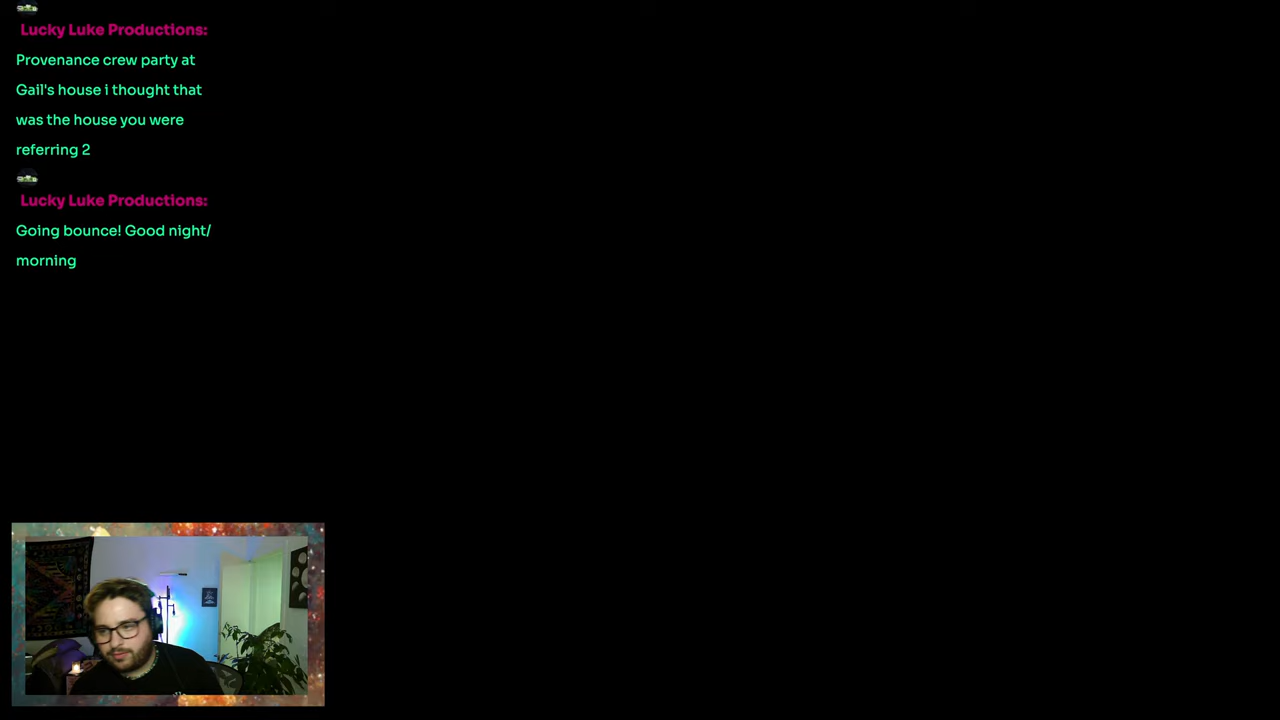 Lucky Luke Productions:
Provenance crew party at
Gail's house i thought that
was the house you were
referring 2
Lucky Luke Productions:
Going bounce! Good night/
morning